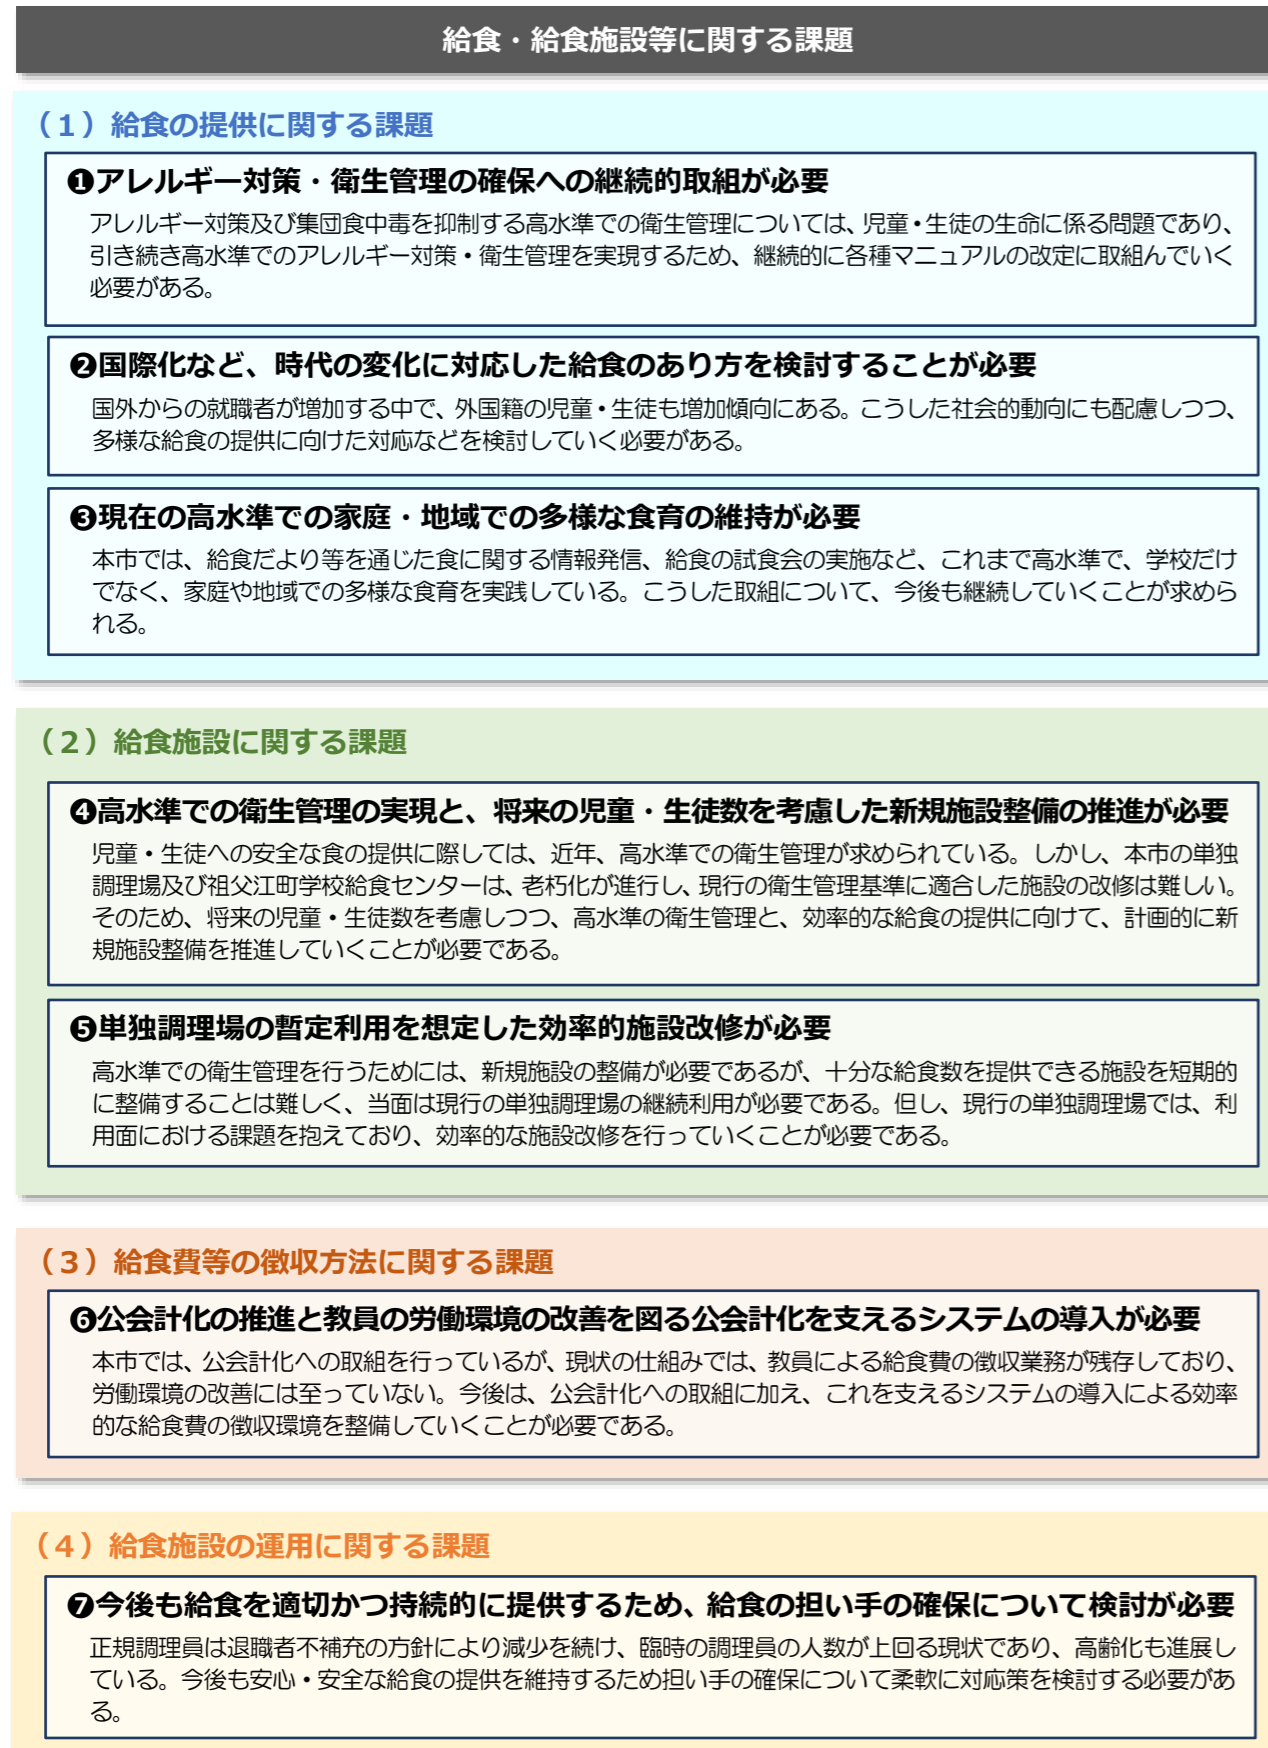 給食・給食施設等に関する課題
（１）給食の提供に関する課題
❶アレルギー対策・衛生管理の確保への継続的取組が必要
アレルギー対策及び集団食中毒を抑制する高水準での衛生管理については、児童・生徒の生命に係る問題であり、
引き続き高水準でのアレルギー対策・衛生管理を実現するため、継続的に各種マニュアルの改定に取組んでいく
必要がある。
❷国際化など、時代の変化に対応した給食のあり方を検討することが必要
国外からの就職者が増加する中で、外国籍の児童・生徒も増加傾向にある。こうした社会的動向にも配慮しつつ、
多様な給食の提供に向けた対応などを検討していく必要がある。
❸現在の高水準での家庭・地域での多様な食育の維持が必要
本市では、給食だより等を通じた食に関する情報発信、給食の試食会の実施など、これまで高水準で、学校だけ
でなく、家庭や地域での多様な食育を実践している。こうした取組について、今後も継続していくことが求めら
れる。
（２）給食施設に関する課題
❹高水準での衛生管理の実現と、将来の児童・生徒数を考慮した新規施設整備の推進が必要
児童・生徒への安全な食の提供に際しては、近年、高水準での衛生管理が求められている。しかし、本市の単独
調理場及び祖父江町学校給食センターは、老朽化が進行し、現行の衛生管理基準に適合した施設の改修は難しい。
そのため、将来の児童・生徒数を考慮しつつ、高水準の衛生管理と、効率的な給食の提供に向けて、計画的に新
規施設整備を推進していくことが必要である。
❺単独調理場の暫定利用を想定した効率的施設改修が必要
高水準での衛生管理を行うためには、新規施設の整備が必要であるが、十分な給食数を提供できる施設を短期的
に整備することは難しく、当面は現行の単独調理場の継続利用が必要である。但し、現行の単独調理場では、利
用面における課題を抱えており、効率的な施設改修を行っていくことが必要である。
（３）給食費等の徴収方法に関する課題
❻公会計化の推進と教員の労働環境の改善を図る公会計化を支えるシステムの導入が必要
本市では、公会計化への取組を行っているが、現状の仕組みでは、教員による給食費の徴収業務が残存しており、
労働環境の改善には至っていない。今後は、公会計化への取組に加え、これを支えるシステムの導入による効率
的な給食費の徴収環境を整備していくことが必要である。
（４）給食施設の運用に関する課題
❼今後も給食を適切かつ持続的に提供するため、給食の担い手の確保について検討が必要
正規調理員は退職者不補充の方針により減少を続け、臨時の調理員の人数が上回る現状であり、高齢化も進展し
ている。今後も安心・安全な給食の提供を維持するため担い手の確保について柔軟に対応策を検討する必要があ
る。